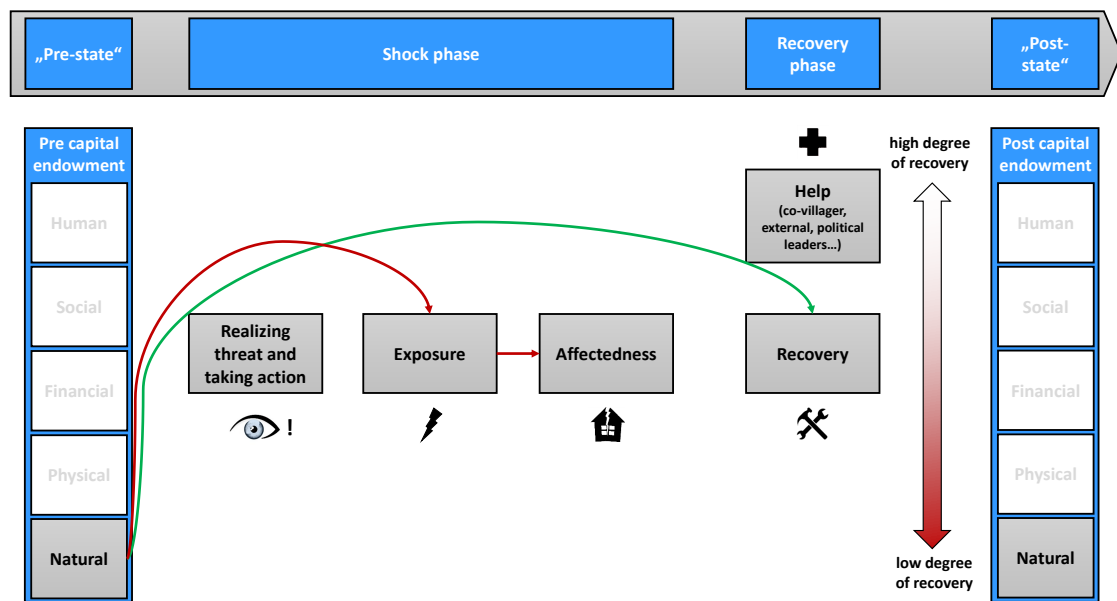 „Pre-state“
Shock phase
Recovery
phase
„Post-
state“
Pre capital
endowment
Human
Social
Financial
Physical
Natural
Realizing
threat and
taking action
!
Exposure
Affectedness
Help
(co-villager,
external, political
leaders…)
Recovery
high degree
of recovery
low degree
of recovery
Post capital
endowment
Human
Social
Financial
Physical
Natural